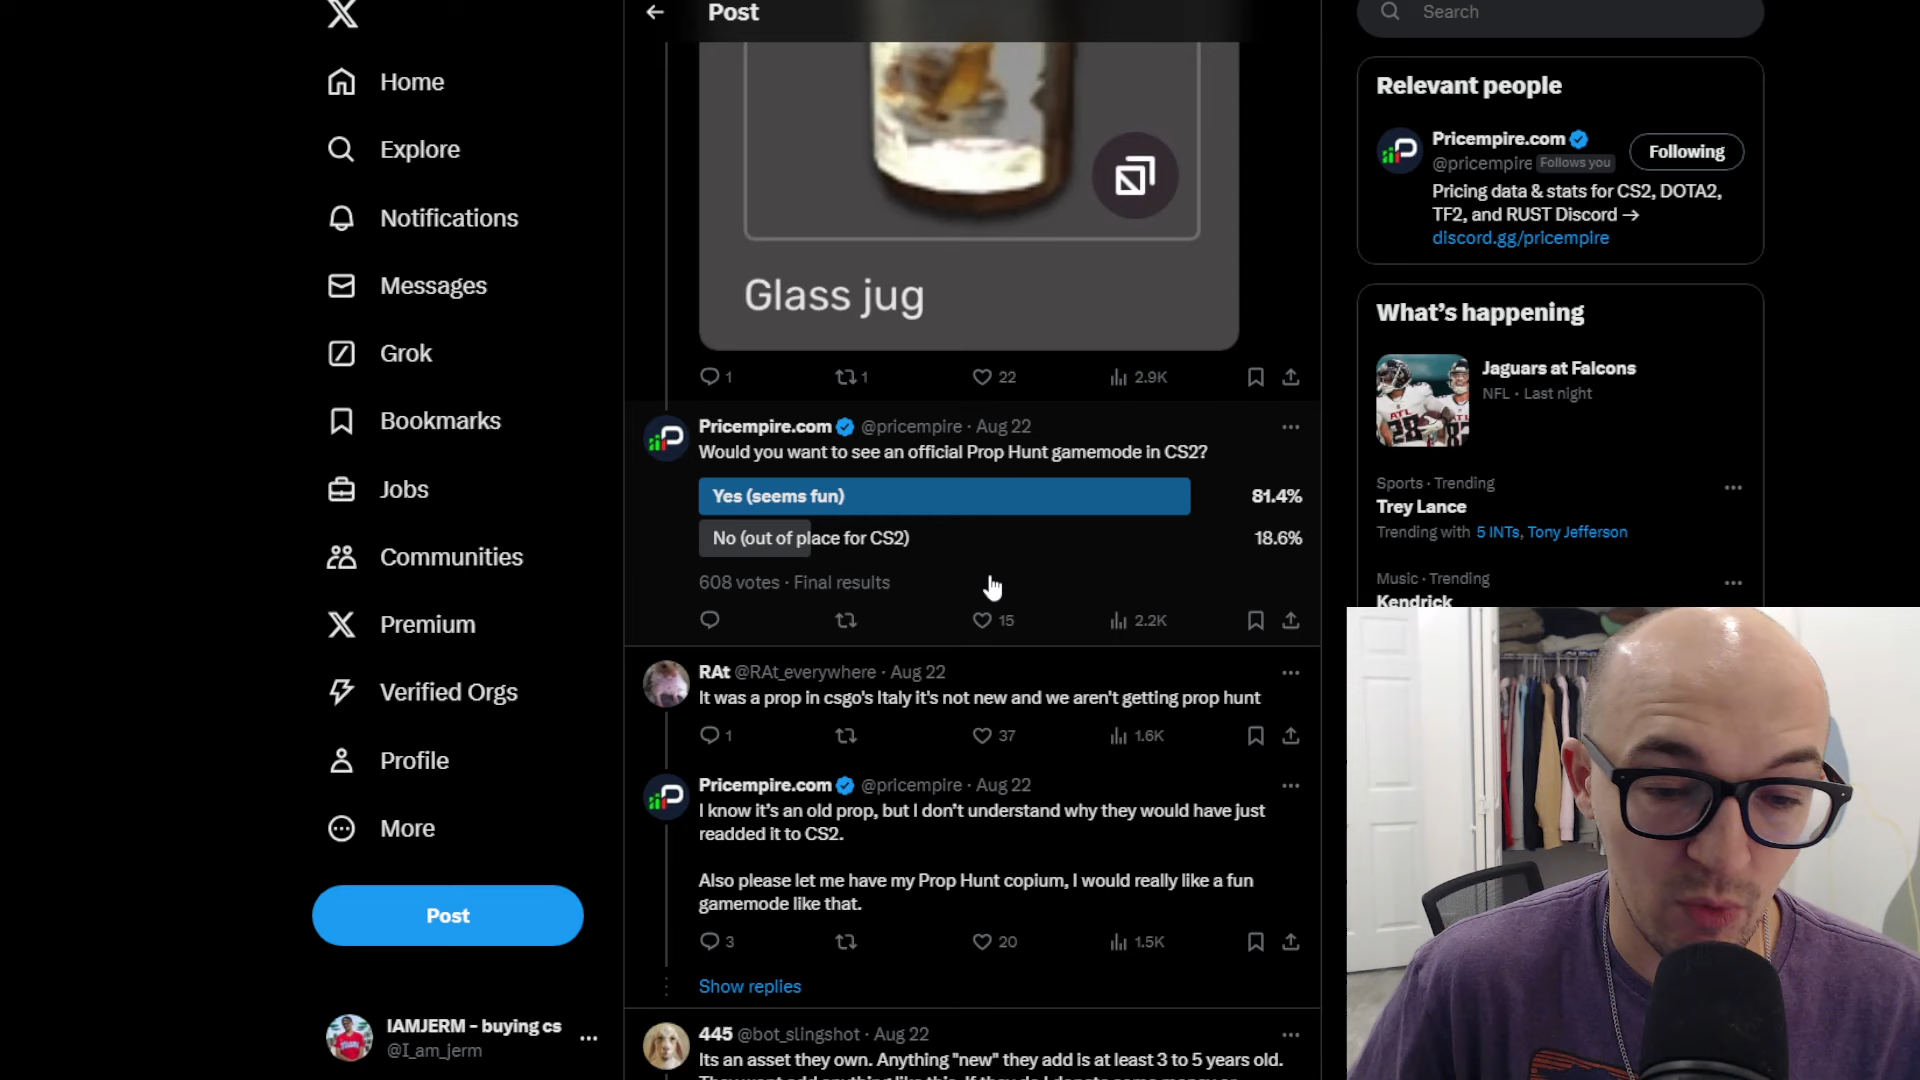 Home
Explore
Notifications
Messages
Grok
Bookmarks
Jobs
Communities
Premium
Verified Orgs
Profile
More
Post
IAMJERM - buying cs
@I_am_jerm
Post
Glass jug
1 1 22 2.9K
Pricempire.com @pricempire · Aug 22
Would you want to see an official Prop Hunt gamemode in CS2?
Yes (seems fun) 81.4%
No (out of place for CS2) 18.6%
608 votes · Final results
15 2.2K
RAt @RAt_everywhere · Aug 22
It was a prop in csgo's Italy it's not new and we aren't getting prop hunt
1 37 1.6K
Pricempire.com @pricempire · Aug 22
I know it's an old prop, but I don't understand why they would have just
readded it to CS2.
Also please let me have my Prop Hunt copium, I would really like a fun
gamemode like that.
3 20 1.5K
Show replies
445 @bot_slingshot · Aug 22
Its an asset they own. Anything "new" they add is at least 3 to 5 years old.
Search
Relevant people
Pricempire.com
@pricempire Follows you
Following
Pricing data & stats for CS2, DOTA2,
TF2, and RUST Discord →
discord.gg/pricempire
What's happening
Jaguars at Falcons
NFL · Last night
Sports · Trending
Trey Lance
Trending with 5 INTs, Tony Jefferson
Music · Trending
Kendrick